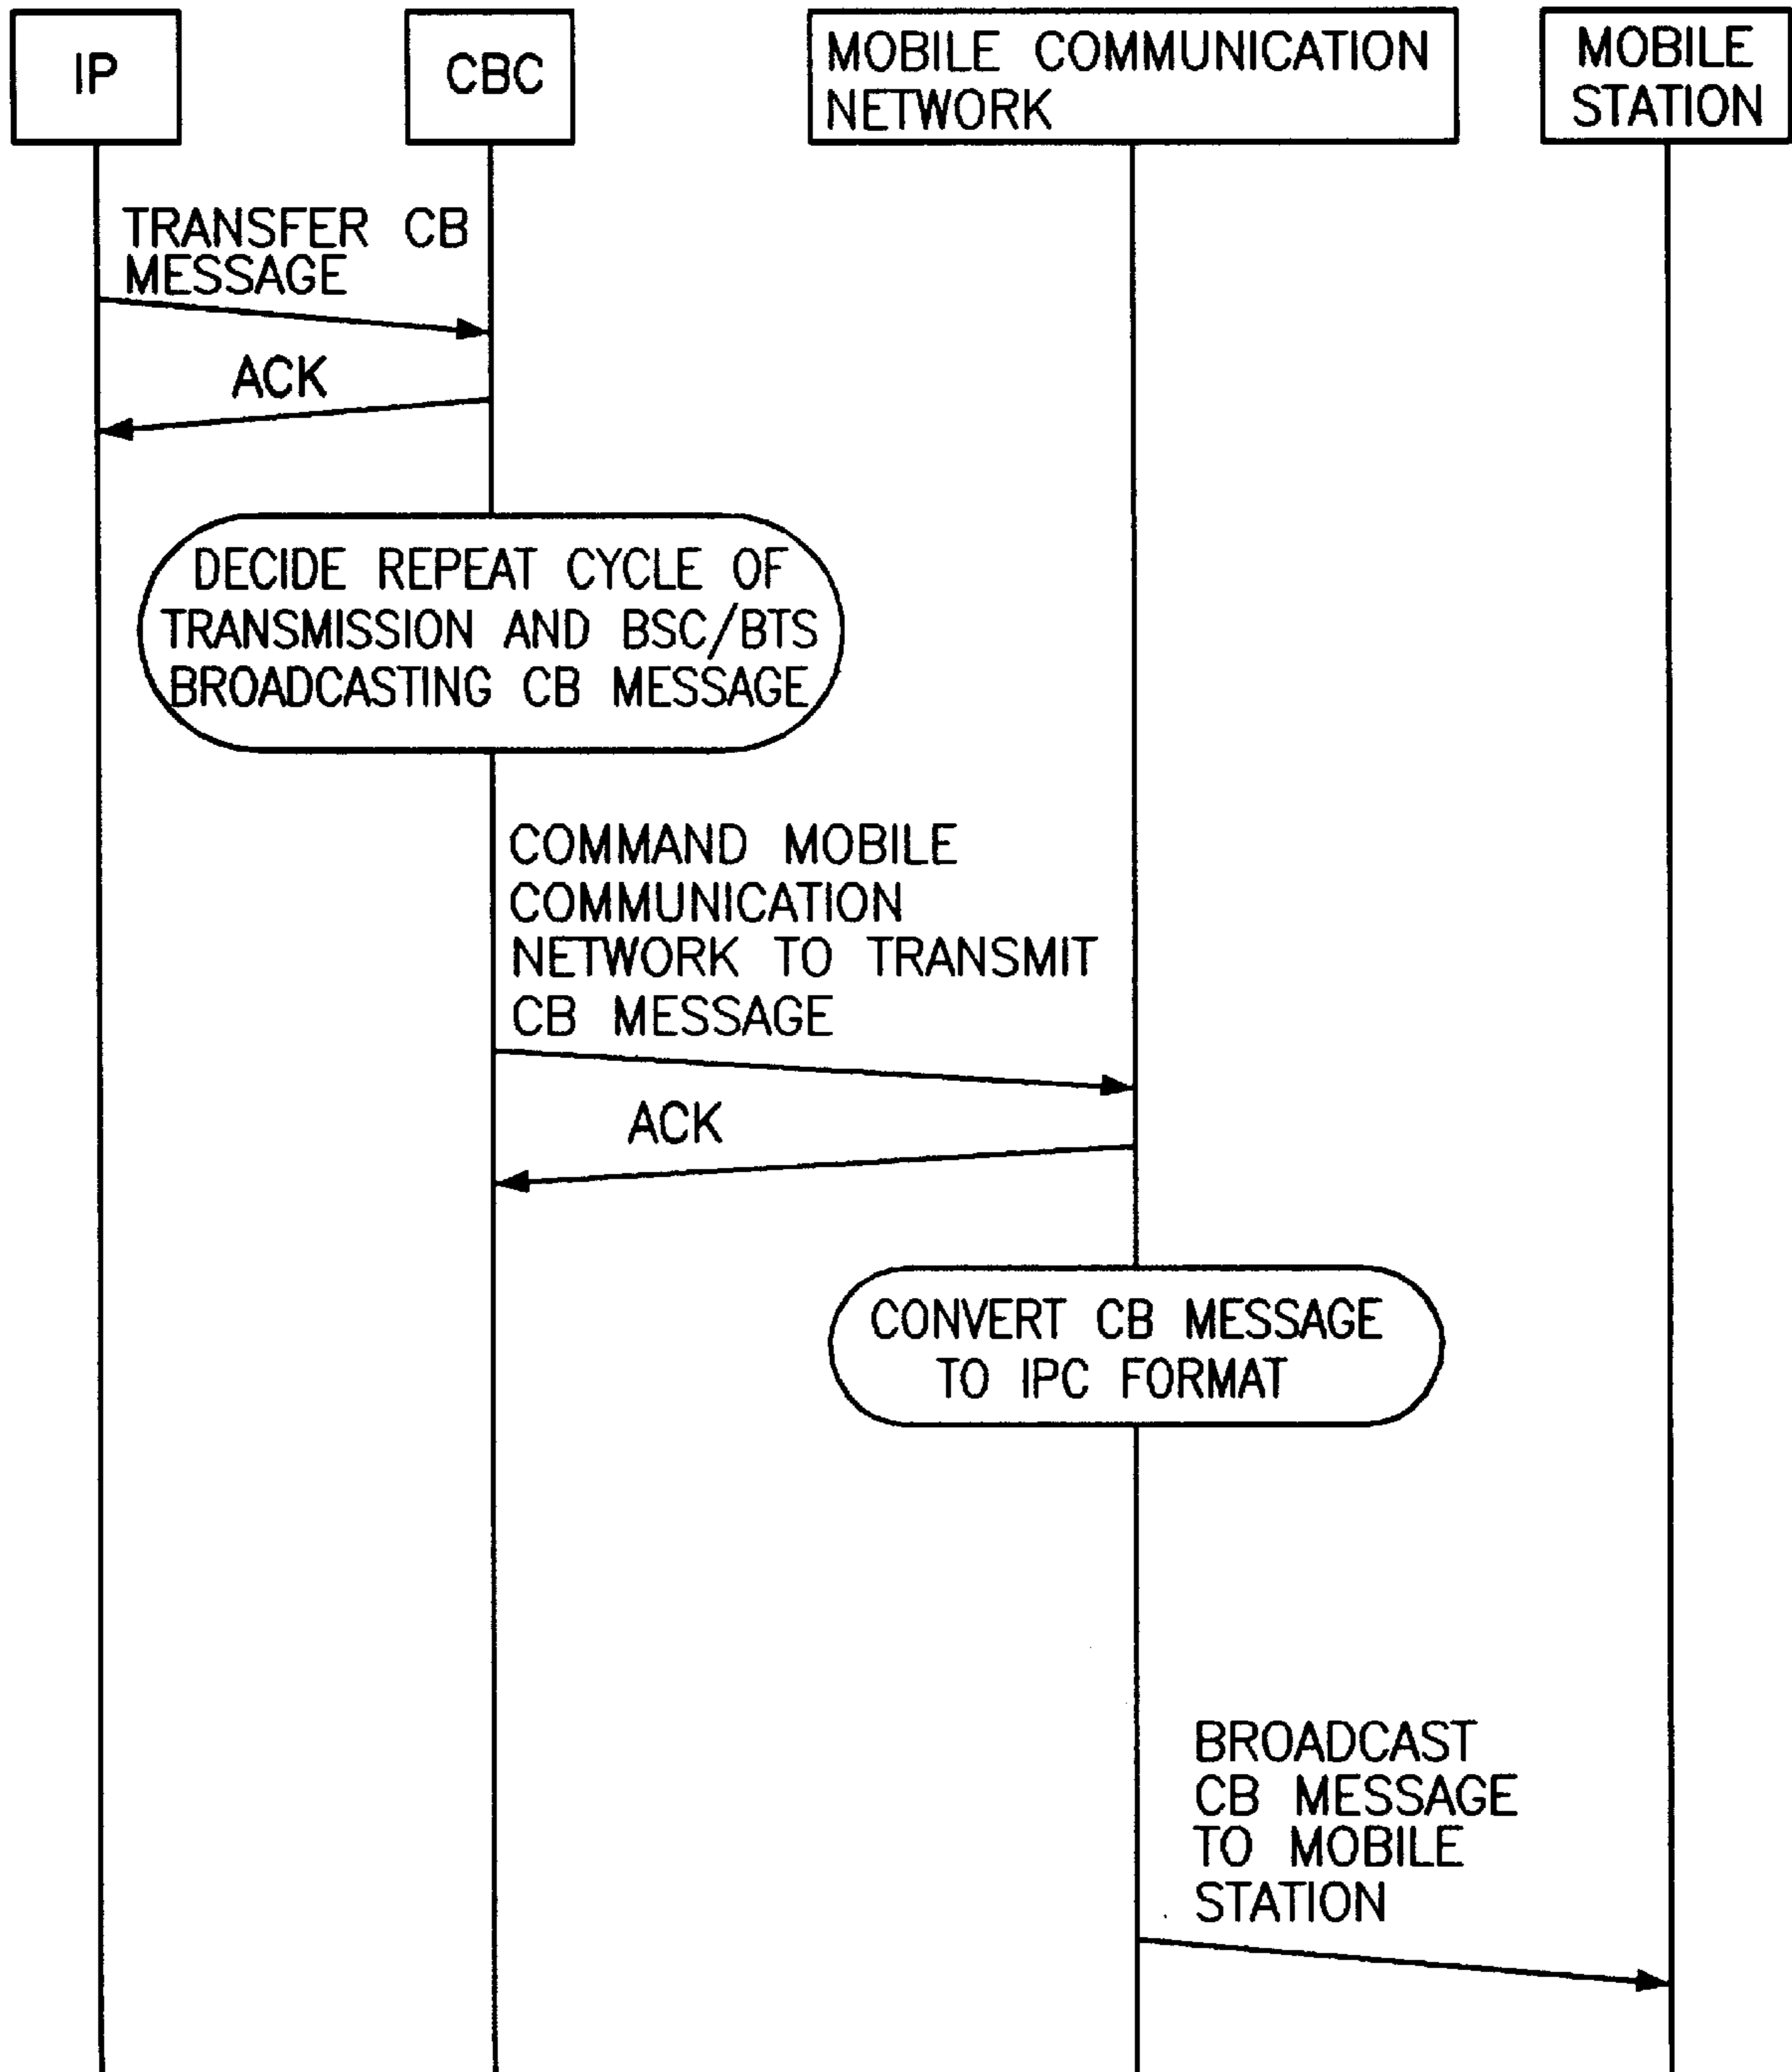 IP
CBC
MOBILE COMMUNICATION
NETWORK
MOBILE
STATION
TRANSFER CB
MESSAGE
ACK
DECIDE REPEAT CYCLE OF
TRANSMISSION AND BSC/BTS
BROADCASTING CB MESSAGE
COMMAND MOBILE
COMMUNICATION
NETWORK TO TRANSMIT
CB MESSAGE
ACK
CONVERT CB MESSAGE
TO IPC FORMAT
BROADCAST
CB MESSAGE
TO MOBILE
STATION